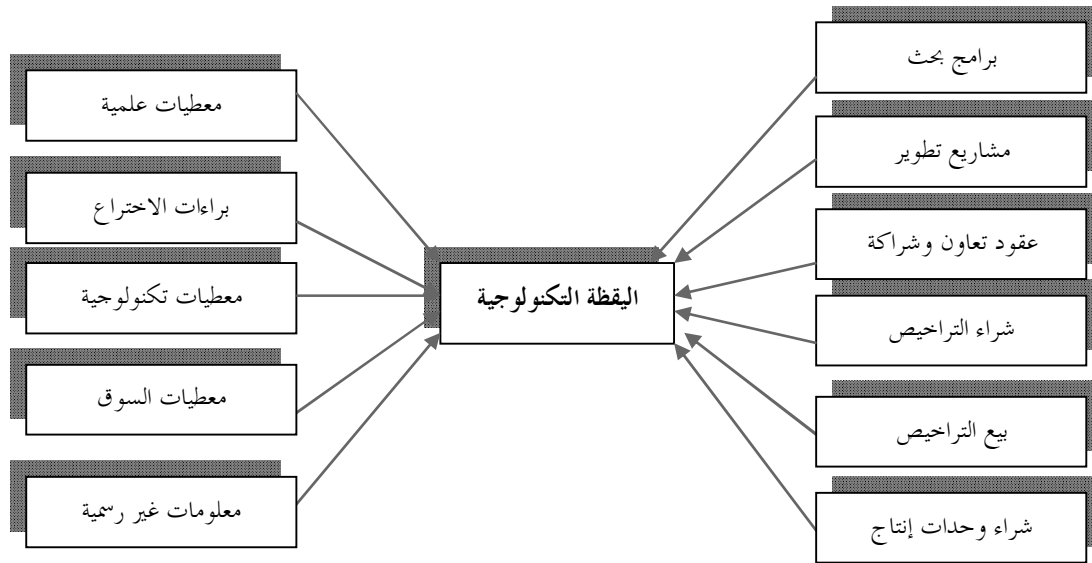 برامج بحث
مشاريع تطوير
عقود تعاون وشراكة
شراء التراخيص
بيع التراخيص
شراء وحدات إنتاج
اليقظة التكنولوجية
معطيات علمية
براءات الاختراع
معطيات تكنولوجية
معطيات السوق
معلومات غير رسمية